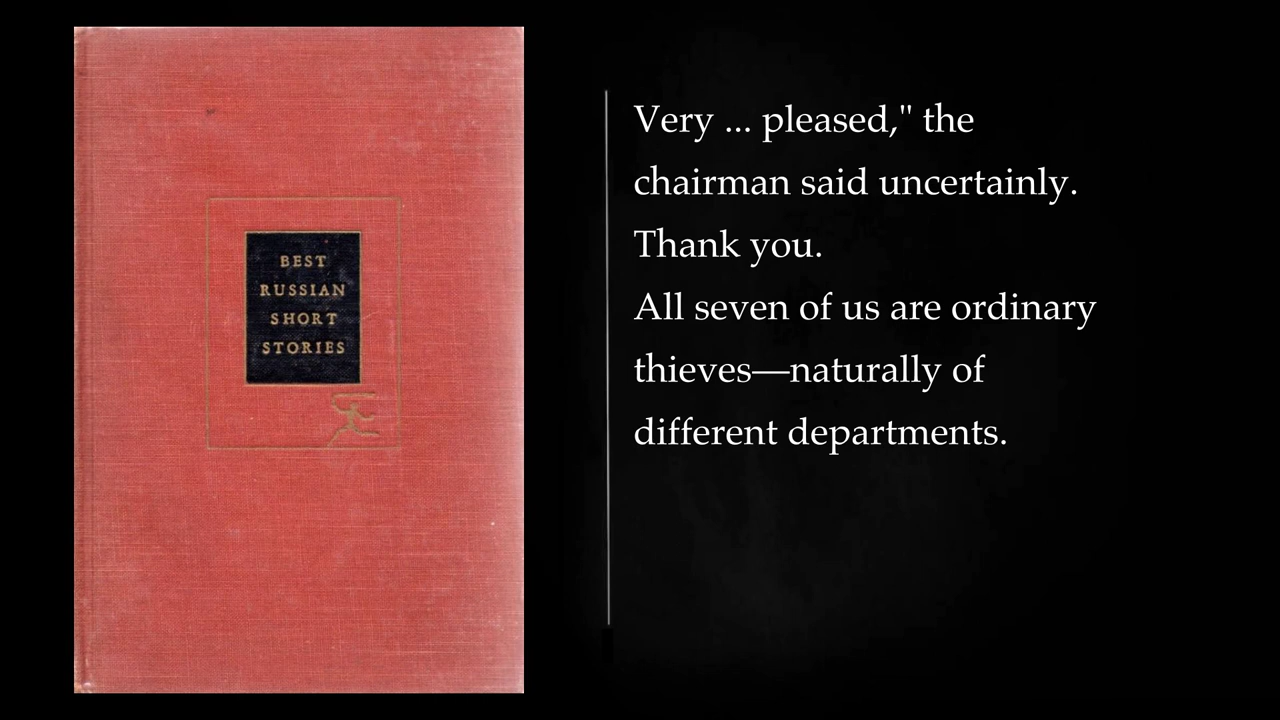 BEST
RUSSIAN
SHORT
STORIES
Very ... pleased," the
chairman said uncertainly.
Thank you.
All seven of us are ordinary
thieves—naturally of
different departments.